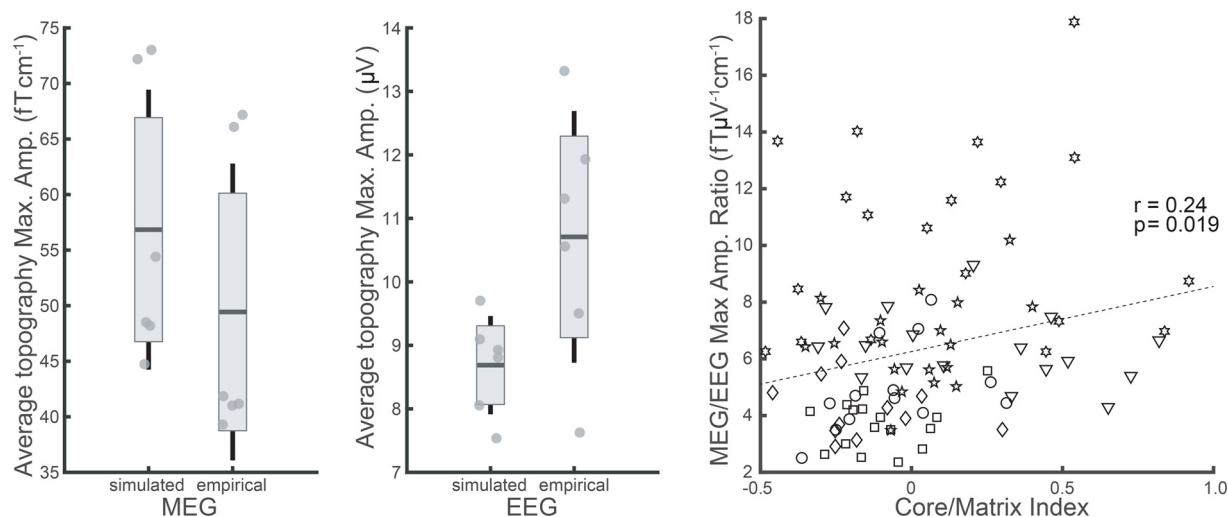 Average topography Max. Amp. (fTcm-1)
75
70
65
60
55
50
45
40
35
simulated empirical
MEG
Average topography Max. Amp. (µV)
14
13
12
11
10
9
8
7
simulated empirical
EEG
MEG/EEG Max Amp. Ratio (fTµV-1cm-1)
18
16
14
12
10
8
6
4
2
r = 0.24
p= 0.019
-0.5 0 0.5 1.0
Core/Matrix Index